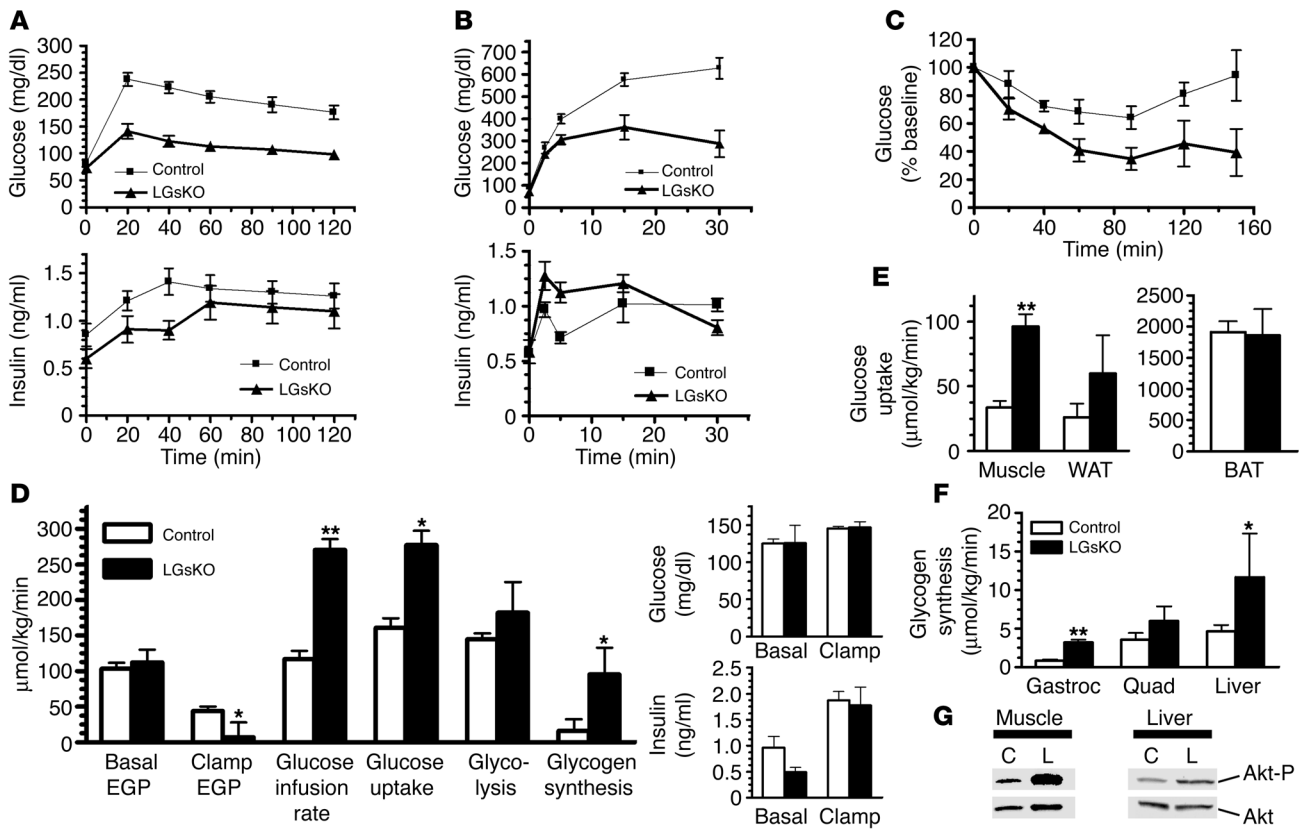 A
Glucose (mg/dl)
300
250
200
150
100
50
0
Control
LGsKO
0 20 40 60 80 100 120
Insulin (ng/ml)
1.5
1.0
0.5
0
Control
LGsKO
0 20 40 60 80 100 120
Time (min)
B
Glucose (mg/dl)
700
600
500
400
300
200
100
0
Control
LGsKO
0 10 20 30
Insulin (ng/ml)
1.5
1.0
0.5
0
Control
LGsKO
0 10 20 30
Time (min)
C
Glucose
(% baseline)
120
100
80
60
40
20
0
0 40 80 120 160
Time (min)
D
μmol/kg/min
300
250
200
150
100
50
0
Control
LGsKO
*
**
*
*
Basal
EGP
Clamp
EGP
Glucose
infusion
rate
Glucose
uptake
Glyco-
lysis
Glycogen
synthesis
Glucose
(mg/dl)
150
100
50
0
Basal Clamp
Insulin
(ng/ml)
2.5
2.0
1.5
1.0
0.5
0
Basal Clamp
E
Glucose
uptake
(μmol/kg/min)
100
50
0
**
Muscle WAT
2500
2000
1500
1000
500
0
BAT
F
Glycogen
synthesis
(μmol/kg/min)
20
15
10
5
0
Control
LGsKO
**
*
Gastroc Quad Liver
G
Muscle Liver
C L C L
Akt-P
Akt